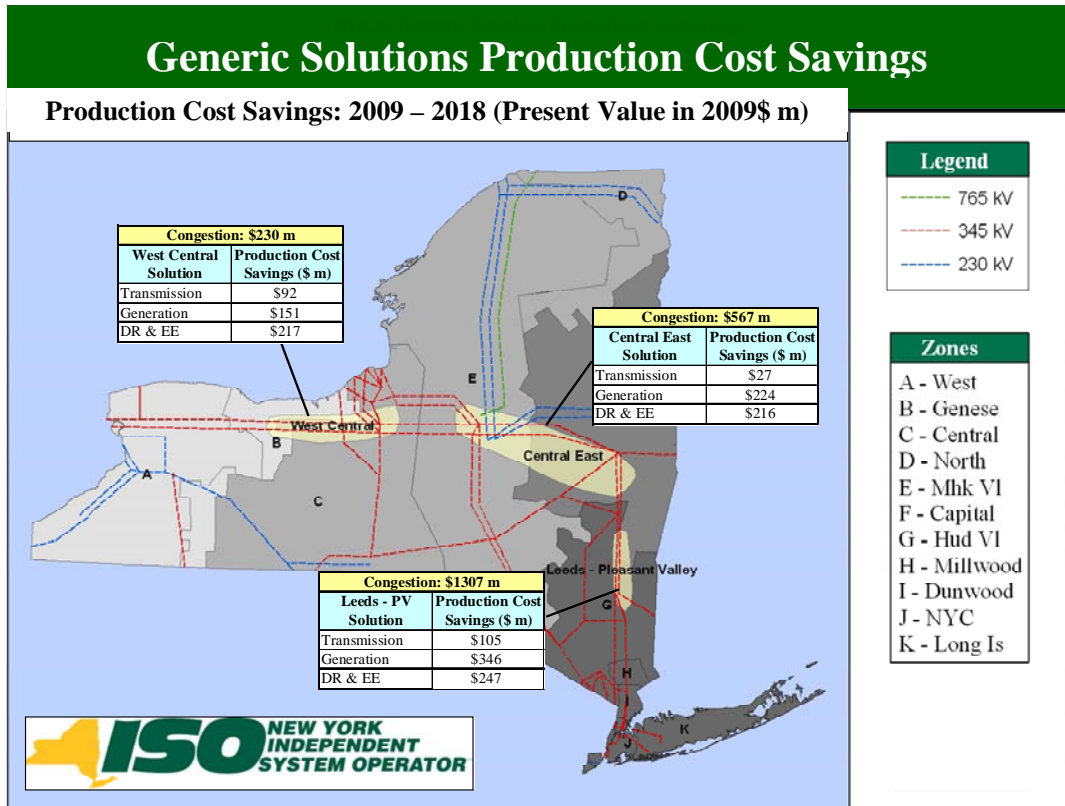 Generic Solutions Production Cost Savings
Production Cost Savings: 2009 – 2018 (Present Value in 2009$ m)
Legend
765 kV
345 kV
230 kV
Zones
A - West
B - Genese
C - Central
D - North
E - Mhk Vl
F - Capital
G - Hud Vl
H - Millwood
I - Dunwood
J - NYC
K - Long Is
Congestion: $230 m
West Central Solution Production Cost Savings ($ m)
Transmission $92
Generation $151
DR & EE $217
Congestion: $567 m
Central East Solution Production Cost Savings ($ m)
Transmission $27
Generation $224
DR & EE $216
Congestion: $1307 m
Leeds - PV Solution Production Cost Savings ($ m)
Transmission $105
Generation $346
DR & EE $247
D
E
West Central
B
Central East
A
C
Leeds - Pleasant Valley
G
H
I
J
K
ISO NEW YORK
INDEPENDENT
SYSTEM OPERATOR